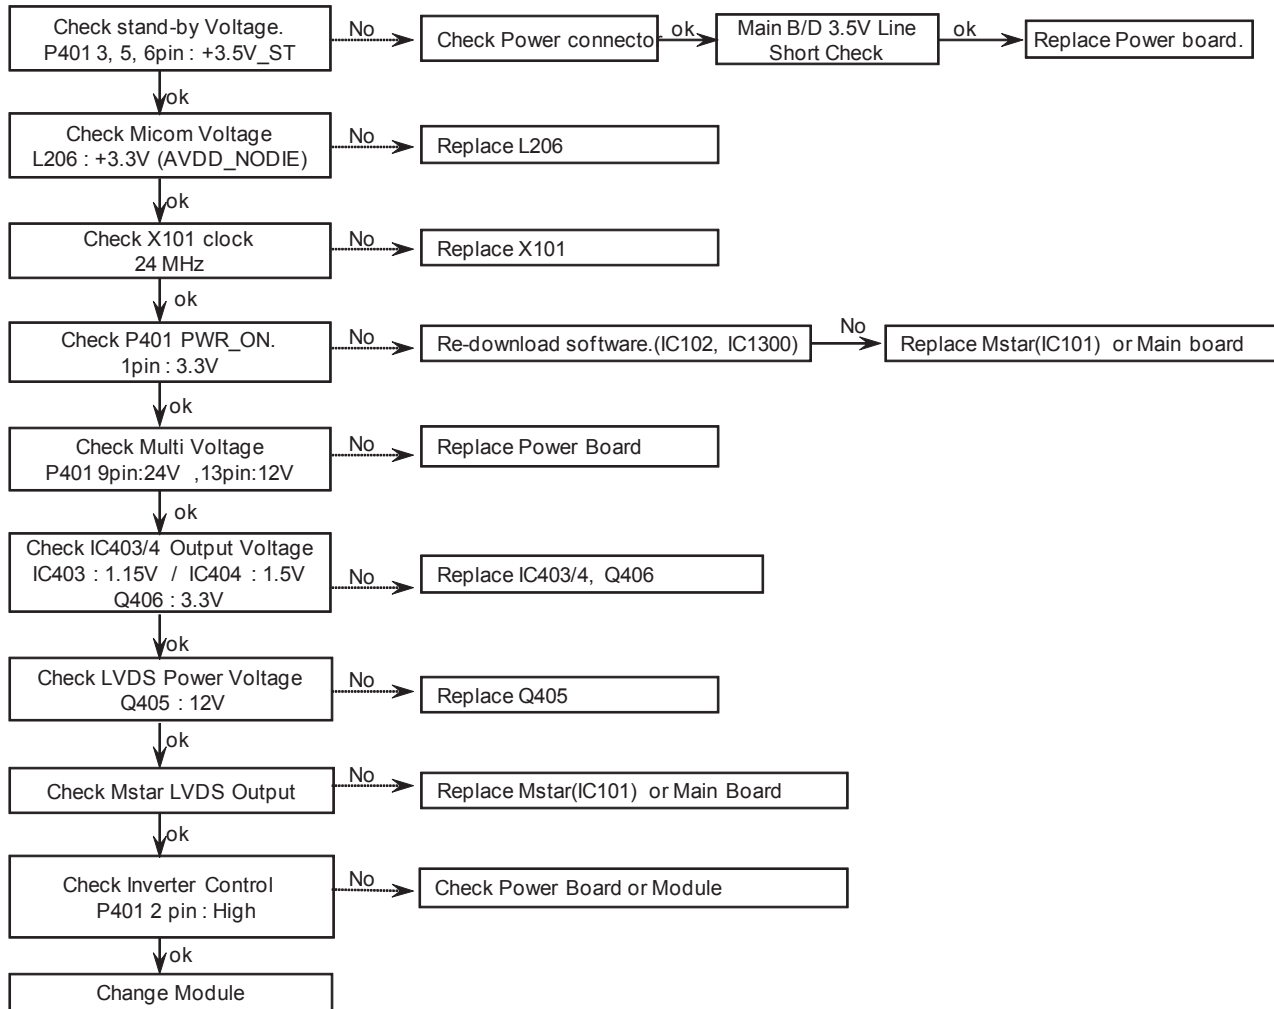 Check stand-by Voltage.
P401 3, 5, 6pin : +3.5V_ST
No
Check Power connecto
ok
Main B/D 3.5V Line
Short Check
ok
Replace Power board.
ok
Check Micom Voltage
L206 : +3.3V (AVDD_NODIE)
No
Replace L206
ok
Check X101 clock
24 MHz
No
Replace X101
ok
Check P401 PWR_ON.
1pin : 3.3V
No
Re-download software.(IC102, IC1300)
No
Replace Mstar(IC101) or Main board
ok
Check Multi Voltage
P401 9pin:24V ,13pin:12V
No
Replace Power Board
ok
Check IC403/4 Output Voltage
IC403 : 1.15V / IC404 : 1.5V
Q406 : 3.3V
No
Replace IC403/4, Q406
ok
Check LVDS Power Voltage
Q405 : 12V
No
Replace Q405
ok
Check Mstar LVDS Output
No
Replace Mstar(IC101) or Main Board
ok
Check Inverter Control
P401 2 pin : High
No
Check Power Board or Module
ok
Change Module